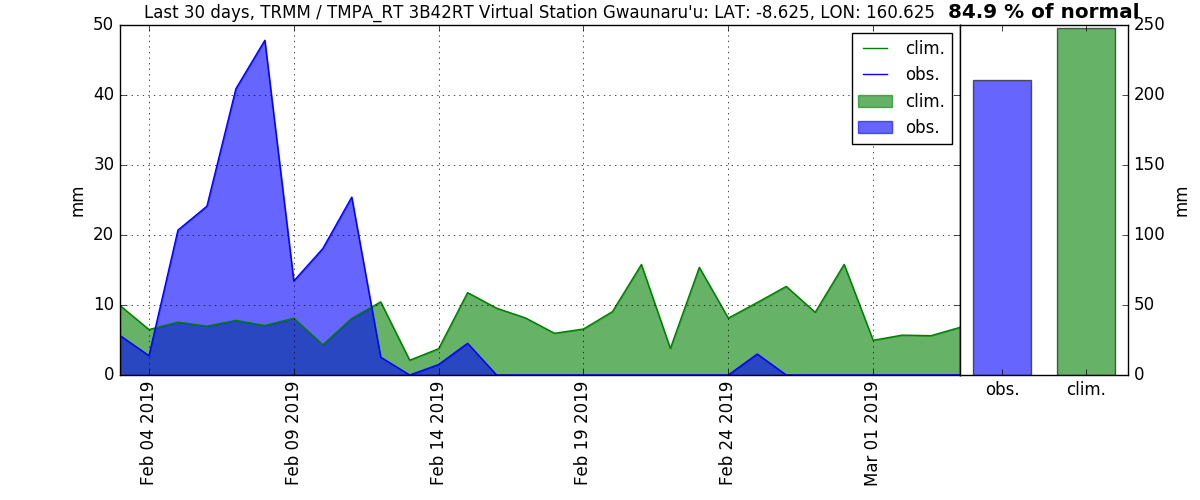 Last 30 days, TRMM / TMPA_RT 3B42RT Virtual Station Gwaunaru'u: LAT: -8.625, LON: 160.625
84.9 % of normal
50
40
30
20
10
0
mm
clim.
obs.
clim.
obs.
Feb 04 2019
Feb 09 2019
Feb 14 2019
Feb 19 2019
Feb 24 2019
Mar 01 2019
250
200
150
100
50
0
mm
obs.
clim.